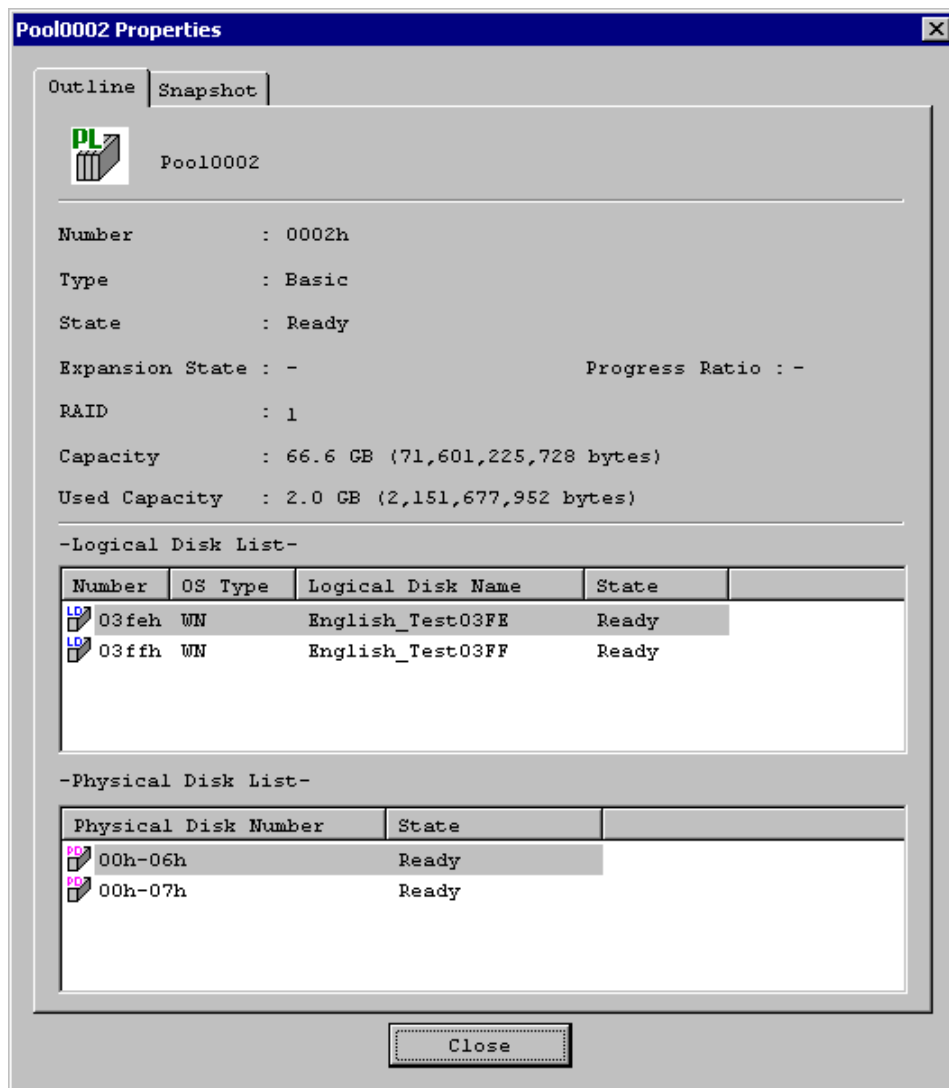 Pool0002 Properties
Outline Snapshot
PL
Pool0002
Number : 0002h
Type : Basic
State : Ready
Expansion State : - Progress Ratio : -
RAID : 1
Capacity : 66.6 GB (71,601,225,728 bytes)
Used Capacity : 2.0 GB (2,151,677,952 bytes)
-Logical Disk List-
Number OS Type Logical Disk Name State
LD 03feh WN English_Test03FE Ready
LD 03ffh WN English_Test03FF Ready
-Physical Disk List-
Physical Disk Number State
PD 00h-06h Ready
PD 00h-07h Ready
Close